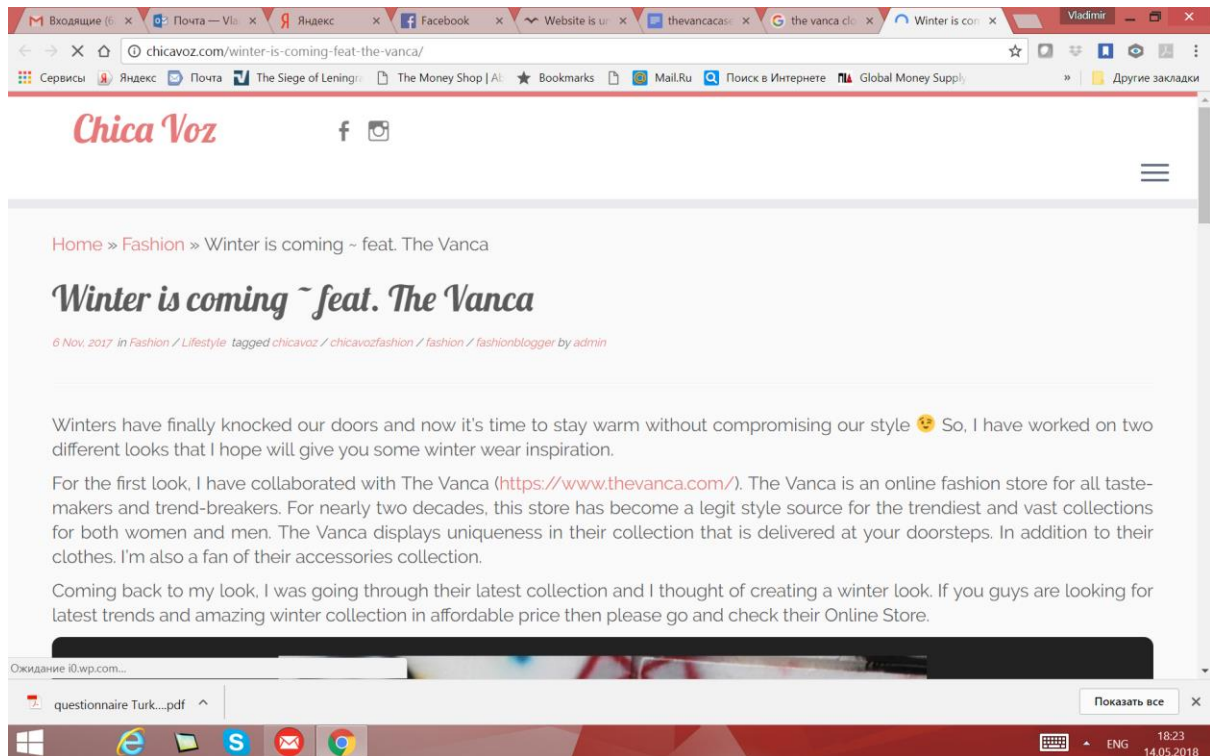 Входящие (6
Почта — Vla
Яндекс
Facebook
Website is ur
thevancacase
the vanca clo
Winter is con
Vladimir
chicavoz.com/winter-is-coming-feat-the-vanca/
Сервисы
Яндекс
Почта
The Siege of Leningra
The Money Shop | Ab
Bookmarks
Mail.Ru
Поиск в Интернете
Global Money Supply
»
Другие закладки
Chica Voz
Home » Fashion » Winter is coming ~ feat. The Vanca
Winter is coming ~ feat. The Vanca
6 Nov, 2017 in Fashion / Lifestyle tagged chicavoz / chicavozfashion / fashion / fashionblogger by admin
Winters have finally knocked our doors and now it's time to stay warm without compromising our style 😉 So, I have worked on two
different looks that I hope will give you some winter wear inspiration.
For the first look, I have collaborated with The Vanca (https://www.thevanca.com/). The Vanca is an online fashion store for all taste-
makers and trend-breakers. For nearly two decades, this store has become a legit style source for the trendiest and vast collections
for both women and men. The Vanca displays uniqueness in their collection that is delivered at your doorsteps. In addition to their
clothes. I'm also a fan of their accessories collection.
Coming back to my look, I was going through their latest collection and I thought of creating a winter look. If you guys are looking for
latest trends and amazing winter collection in affordable price then please go and check their Online Store.
Ожидание i0.wp.com...
questionnaire Turk....pdf
Показать все
ENG
18:23
14.05.2018